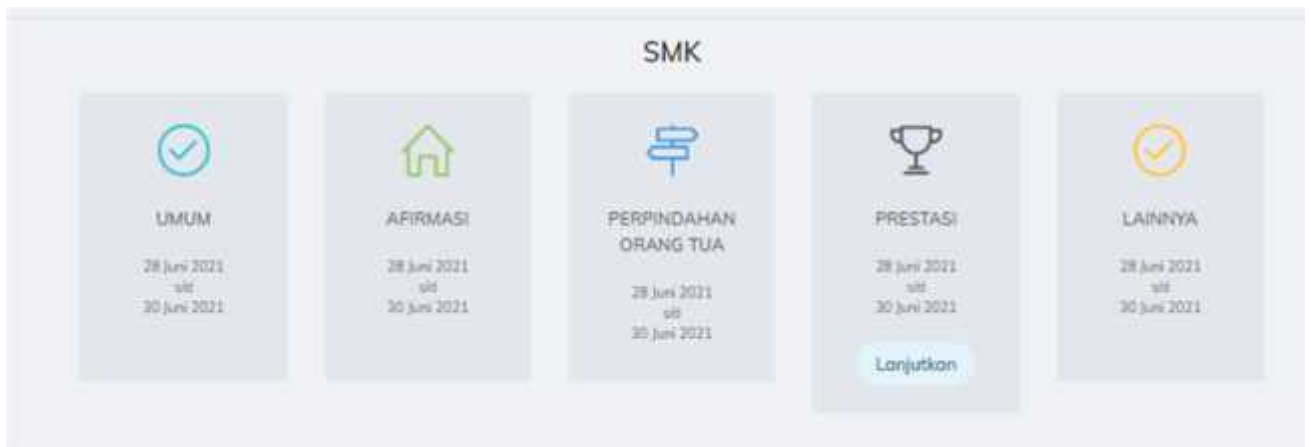 SMK
UMUM
28 Juni 2021
s/d
30 Juni 2021
AFIRMASI
28 Juni 2021
s/d
30 Juni 2021
PERPINDAHAN
ORANG TUA
28 Juni 2021
s/d
30 Juni 2021
PRESTASI
28 Juni 2021
s/d
30 Juni 2021
Lanjutkan
LAINNYA
28 Juni 2021
s/d
30 Juni 2021